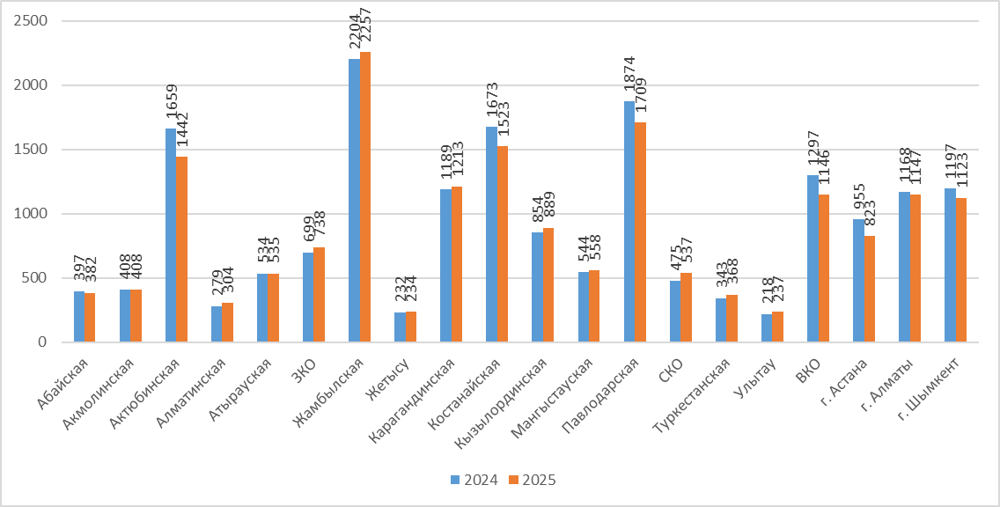 2500
2000
1500
1000
500
0
397
382
408
408
1659
1442
279
304
534
535
699
738
2204
2257
232
234
1189
1213
1673
1523
854
889
544
558
1874
1709
475
537
343
368
218
237
1297
1146
955
823
1168
1147
1197
1123
Абайская
Акмолинская
Актюбинская
Алматинская
Атырауская
ЗКО
Жамбылская
Жетысу
Карагандинская
Костанайская
Кызылординская
Мангыстауская
Павлодарская
СКО
Туркестанская
Улытау
ВКО
г. Астана
г. Алматы
г. Шымкент
2024
2025